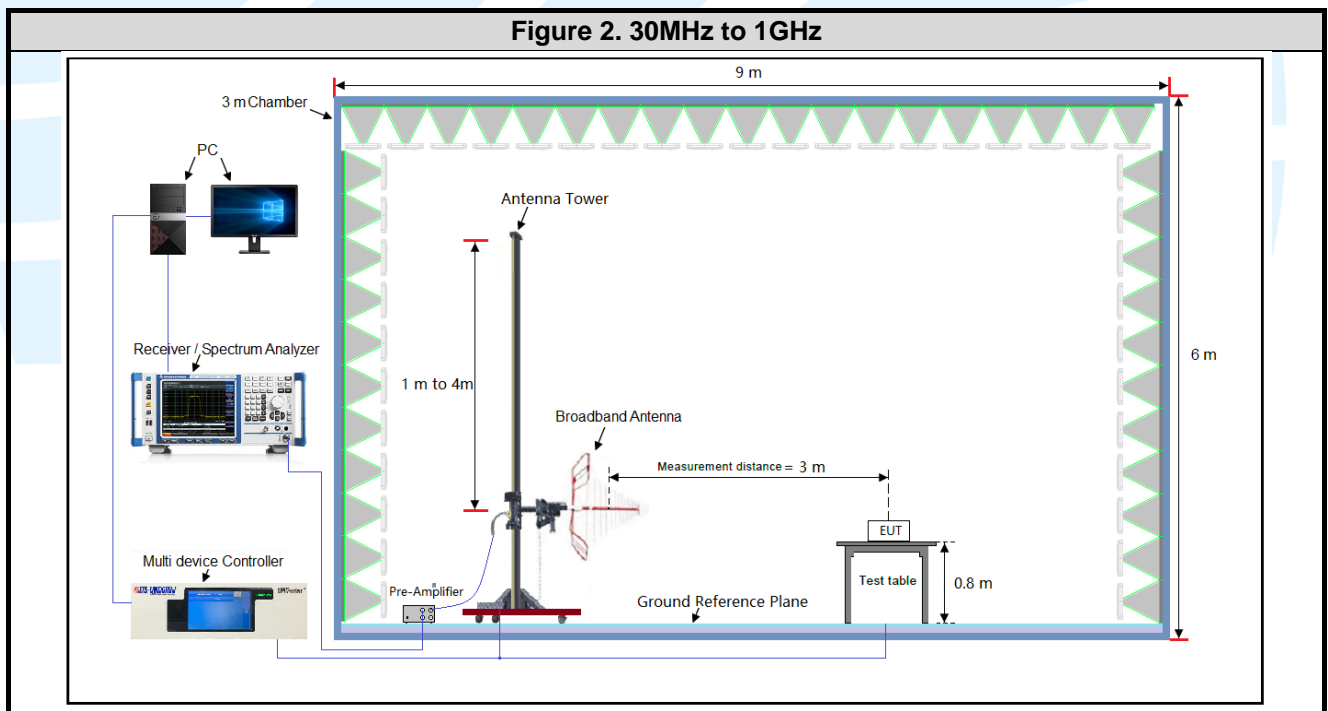 Figure 2. 30MHz to 1GHz
9 m
3 m Chamber
PC
Antenna Tower
Receiver / Spectrum Analyzer
1 m to 4m
6 m
Broadband Antenna
Measurement distance = 3 m
EUT
Multi device Controller
Test table
0.8 m
Pre-Amplifier
Ground Reference Plane